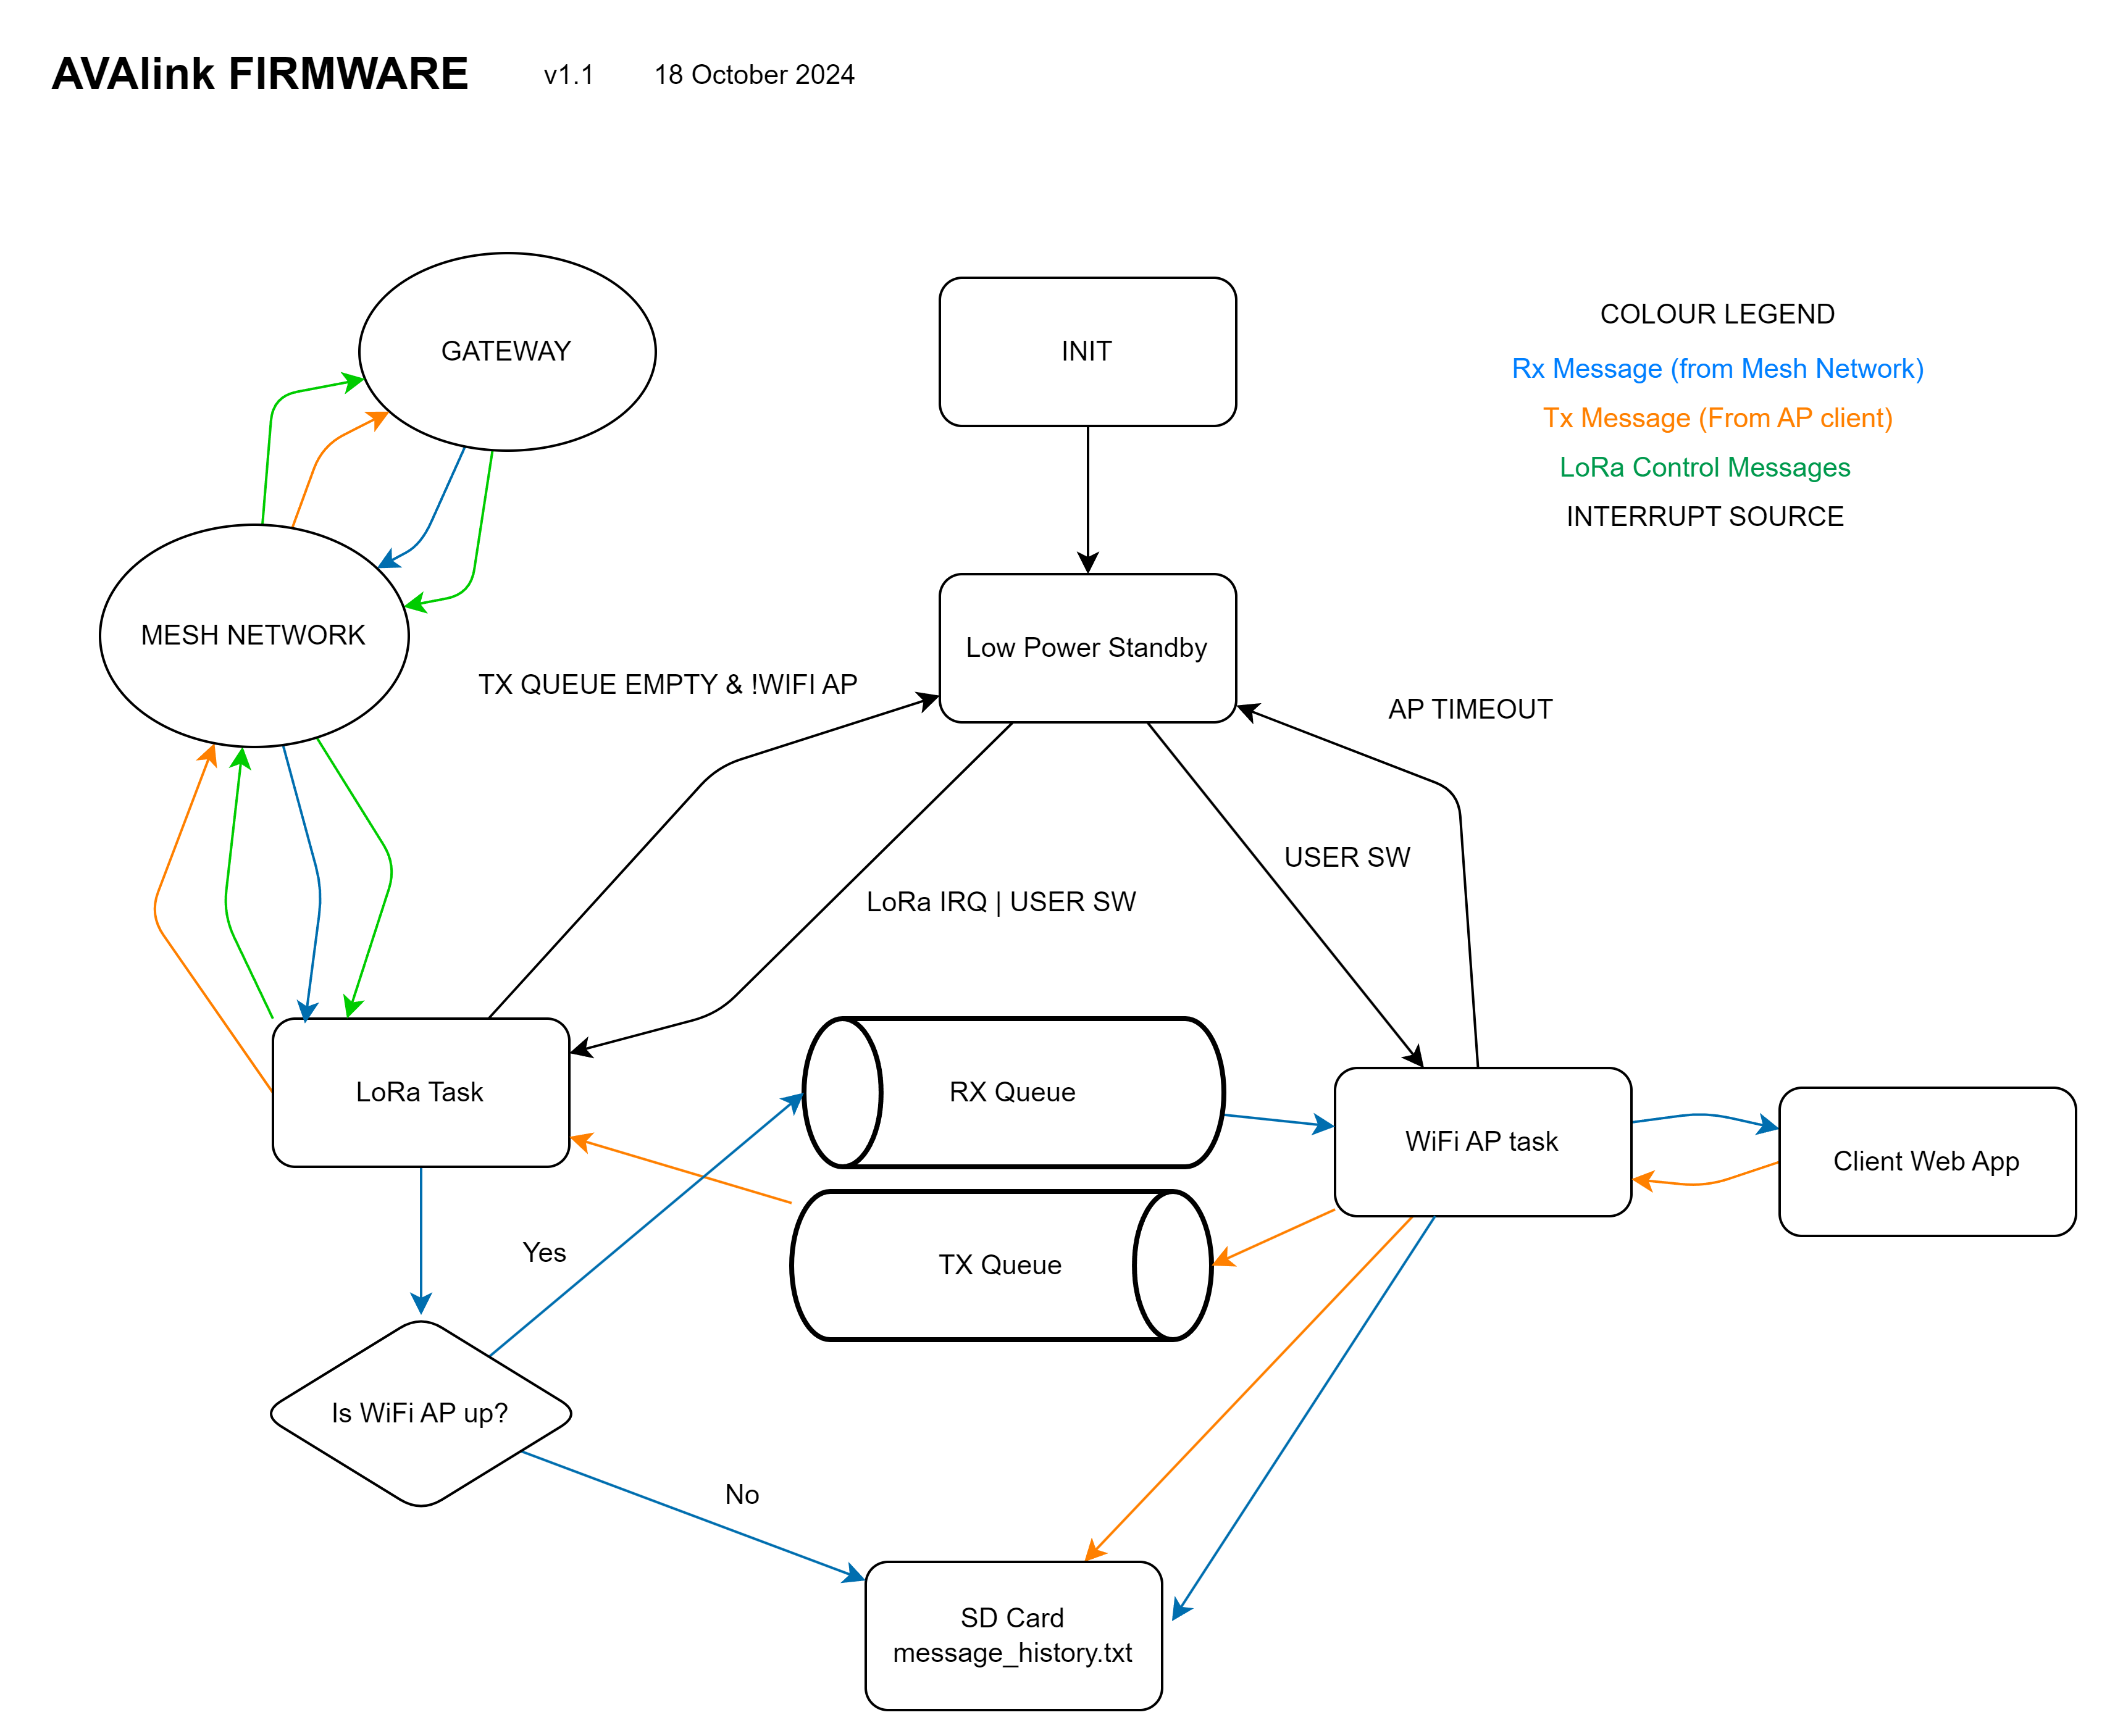 AVAlink FIRMWARE
v1.1
18 October 2024
GATEWAY
INIT
COLOUR LEGEND
Rx Message (from Mesh Network)
Tx Message (From AP client)
LoRa Control Messages
INTERRUPT SOURCE
MESH NETWORK
Low Power Standby
TX QUEUE EMPTY & !WIFI AP
AP TIMEOUT
USER SW
LoRa IRQ | USER SW
LoRa Task
RX Queue
WiFi AP task
Client Web App
Yes
TX Queue
Is WiFi AP up?
No
SD Card
message_history.txt